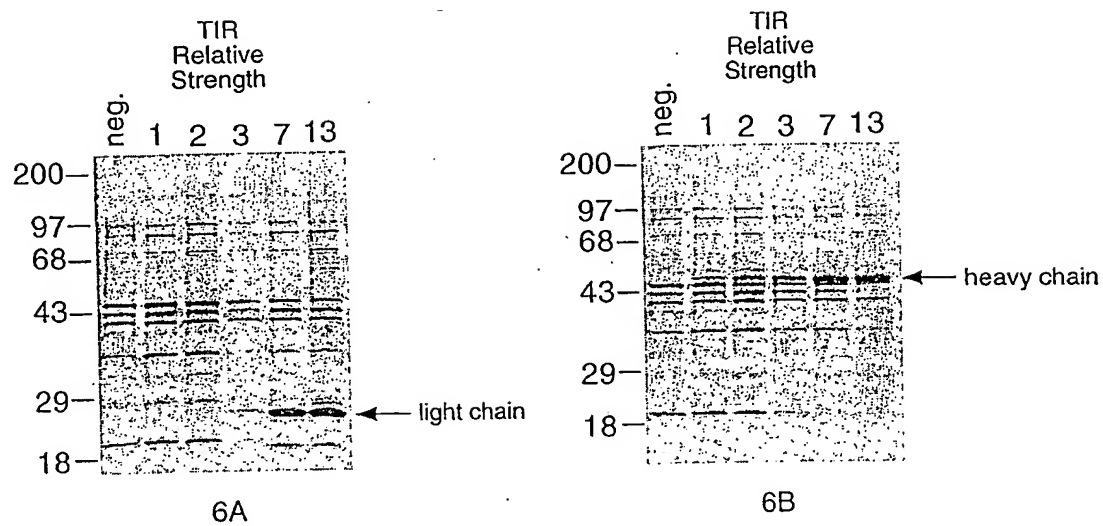 TIR
Relative
Strength
neg. 1 2 3 7 13
200
97
68
43
29
18
light chain
6A
TIR
Relative
Strength
neg. 1 2 3 7 13
200
97
68
43
29
18
heavy chain
6B